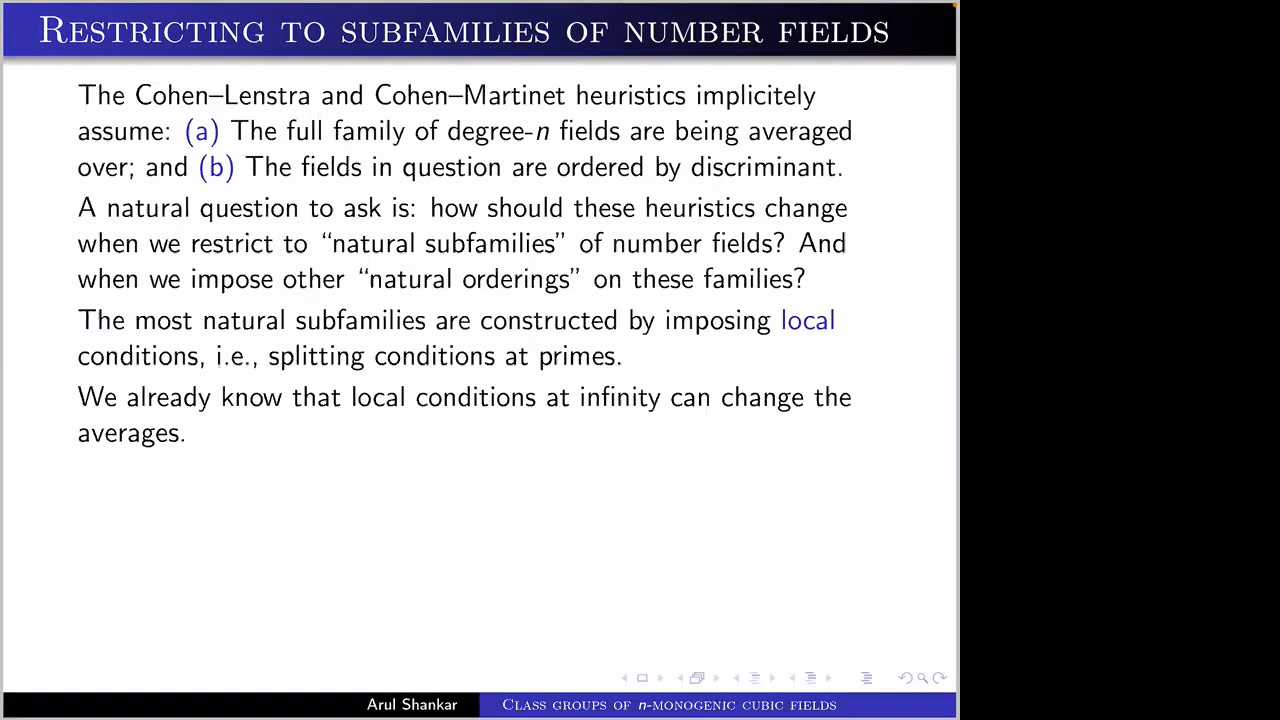 RESTRICTING TO SUBFAMILIES OF NUMBER FIELDS
The Cohen–Lenstra and Cohen–Martinet heuristics implicitely
assume: (a) The full family of degree-n fields are being averaged
over; and (b) The fields in question are ordered by discriminant.
A natural question to ask is: how should these heuristics change
when we restrict to “natural subfamilies” of number fields? And
when we impose other “natural orderings” on these families?
The most natural subfamilies are constructed by imposing local
conditions, i.e., splitting conditions at primes.
We already know that local conditions at infinity can change the
averages.
Arul Shankar
CLASS GROUPS OF n-MONOGENIC CUBIC FIELDS